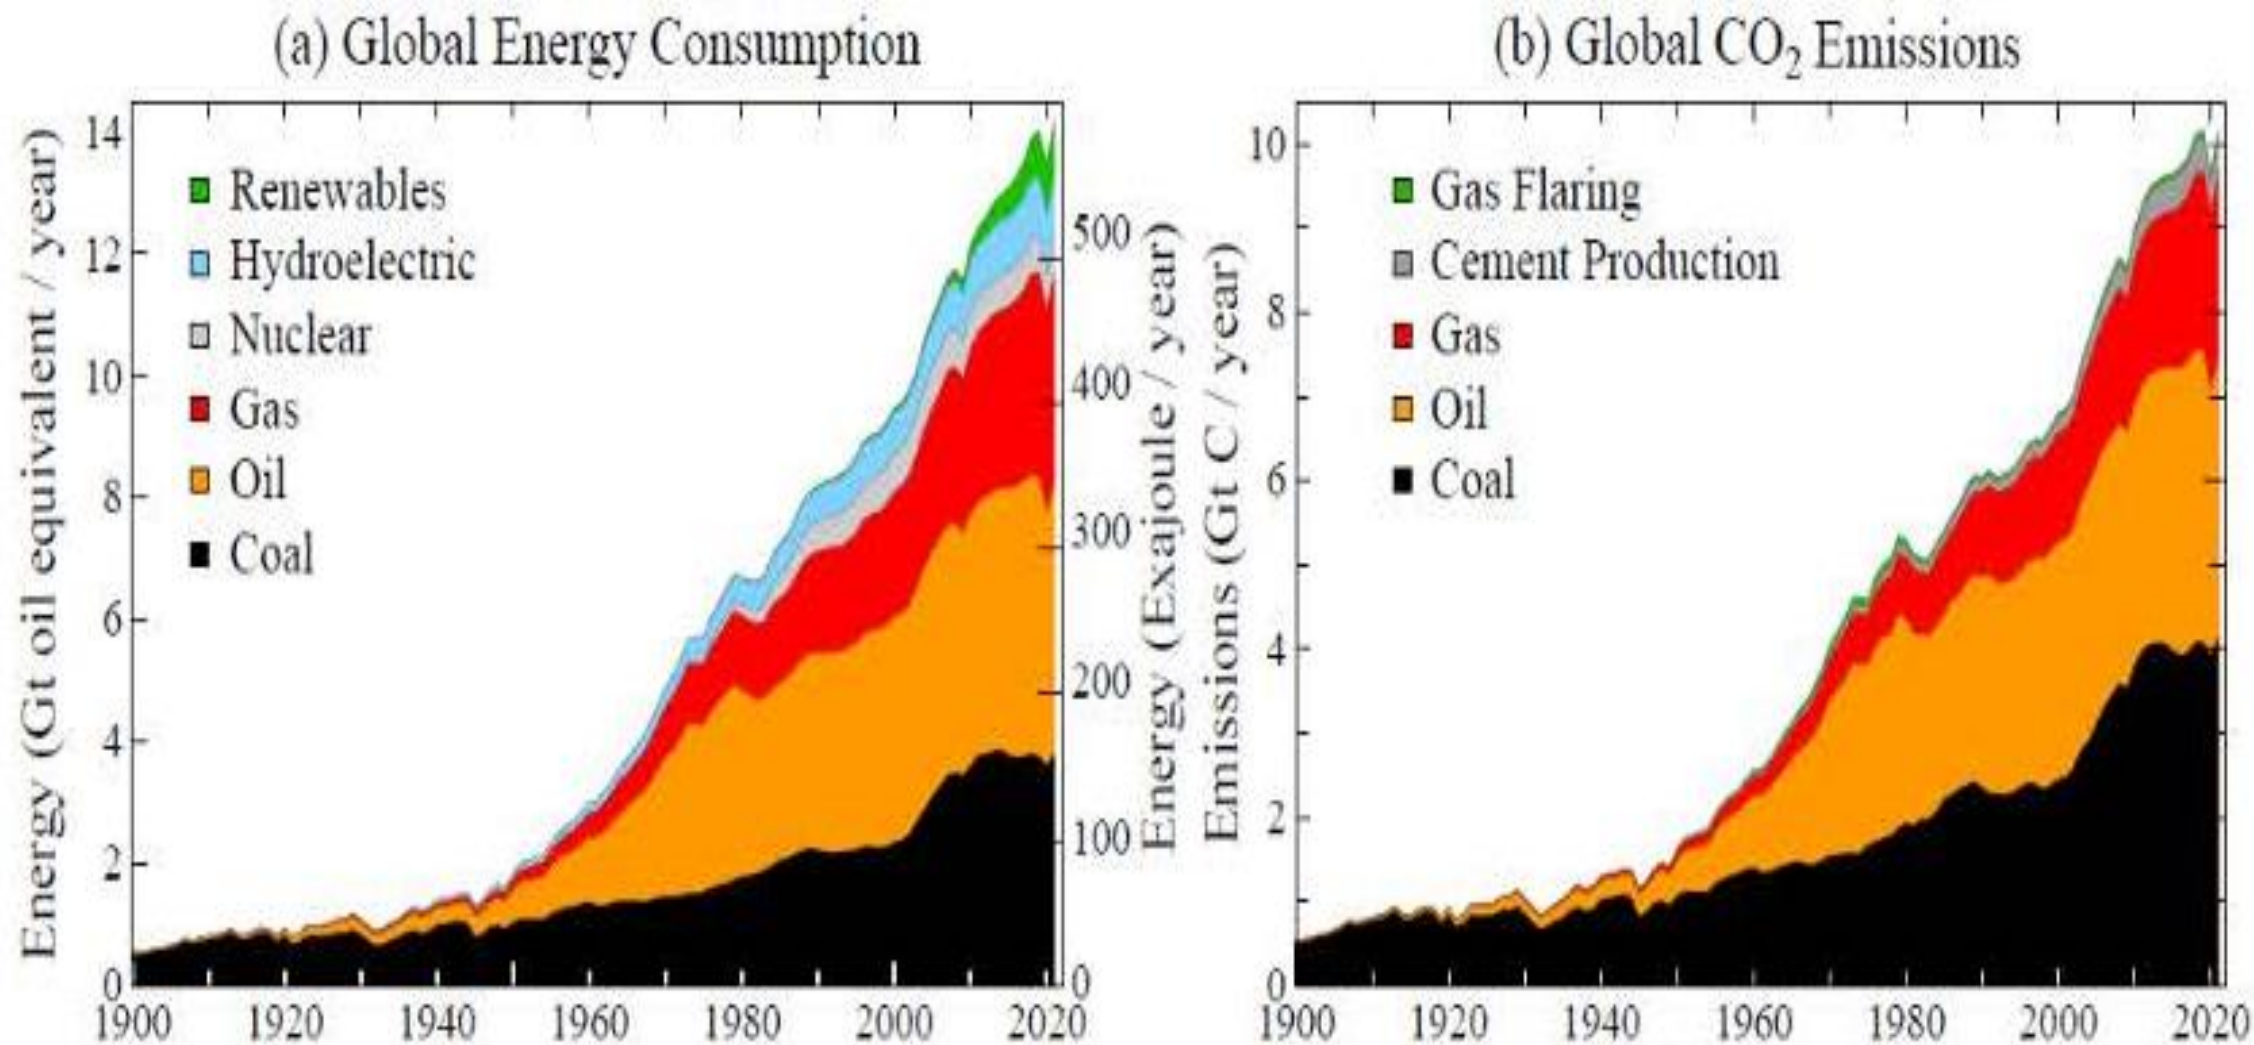 (a) Global Energy Consumption
Energy (Gt oil equivalent / year)
14
12
10
8
6
4
2
0
Renewables
Hydroelectric
Nuclear
Gas
Oil
Coal
1900 1920 1940 1960 1980 2000 2020
500
400
300
200
100
0
Energy (Exajoule / year)
(b) Global CO₂ Emissions
Emissions (Gt C / year)
10
8
6
4
2
0
Gas Flaring
Cement Production
Gas
Oil
Coal
1900 1920 1940 1960 1980 2000 2020